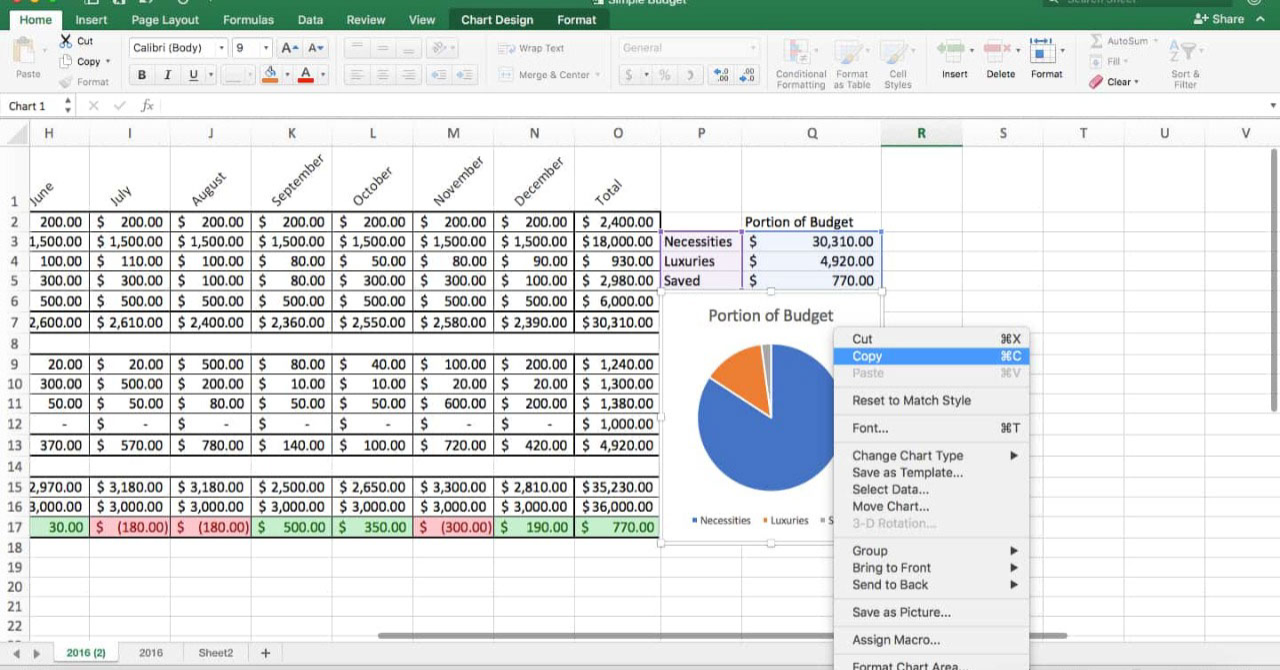 Simple Budget
Search Sheet
Home Insert Page Layout Formulas Data Review View Chart Design Format Share
Cut
Copy
Format
Paste
Calibri (Body) 9 A A
B I U A
Wrap Text
Merge & Center
General
$ % )
Conditional Formatting
Format as Table
Cell Styles
Insert Delete Format
AutoSum
Fill
Clear
Sort & Filter
Chart 1 fx
H I J K L M N O P Q R S T U V
1 June July August September October November December Total
2 200.00 $ 200.00 $ 200.00 $ 200.00 $ 200.00 $ 200.00 $ 200.00 $ 2,400.00 Portion of Budget
3 1,500.00 $ 1,500.00 $ 1,500.00 $ 1,500.00 $ 1,500.00 $ 1,500.00 $ 1,500.00 $18,000.00 Necessities $ 30,310.00
4 100.00 $ 110.00 $ 100.00 $ 80.00 $ 50.00 $ 80.00 $ 90.00 $ 930.00 Luxuries $ 4,920.00
5 300.00 $ 300.00 $ 100.00 $ 80.00 $ 300.00 $ 300.00 $ 100.00 $ 2,980.00 Saved $ 770.00
6 500.00 $ 500.00 $ 500.00 $ 500.00 $ 500.00 $ 500.00 $ 500.00 $ 6,000.00
7 2,600.00 $ 2,610.00 $ 2,400.00 $ 2,360.00 $ 2,550.00 $ 2,580.00 $ 2,390.00 $30,310.00
8
9 20.00 $ 20.00 $ 500.00 $ 80.00 $ 40.00 $ 100.00 $ 200.00 $ 1,240.00
10 300.00 $ 500.00 $ 200.00 $ 10.00 $ 10.00 $ 20.00 $ 20.00 $ 1,300.00
11 50.00 $ 50.00 $ 80.00 $ 50.00 $ 50.00 $ 600.00 $ 200.00 $ 1,380.00
12 - $ - $ - $ - $ - $ - $ - $ 1,000.00
13 370.00 $ 570.00 $ 780.00 $ 140.00 $ 100.00 $ 720.00 $ 420.00 $ 4,920.00
14
15 2,970.00 $ 3,180.00 $ 3,180.00 $ 2,500.00 $ 2,650.00 $ 3,300.00 $ 2,810.00 $35,230.00
16 3,000.00 $ 3,000.00 $ 3,000.00 $ 3,000.00 $ 3,000.00 $ 3,000.00 $ 3,000.00 $36,000.00
17 30.00 $ (180.00) $ (180.00) $ 500.00 $ 350.00 $ (300.00) $ 190.00 $ 770.00
18
19
20
21
22
Portion of Budget
Necessities Luxuries S
Cut ⌘X
Copy ⌘C
Paste ⌘V
Reset to Match Style
Font... ⌘T
Change Chart Type
Save as Template...
Select Data...
Move Chart...
3-D Rotation...
Group
Bring to Front
Send to Back
Save as Picture...
Assign Macro...
Format Chart Area...
2016 (2) 2016 Sheet2 +